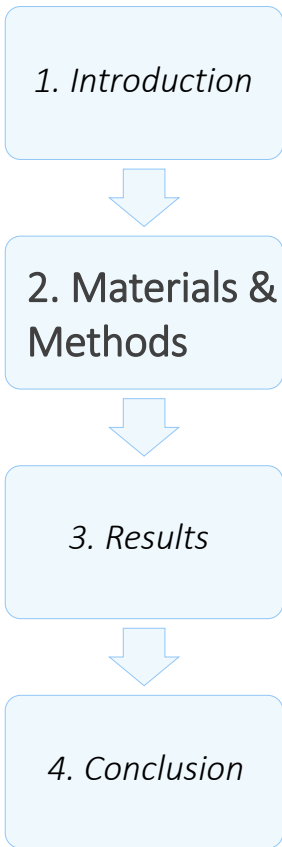 1. Introduction
2. Materials &
Methods
3. Results
4. Conclusion